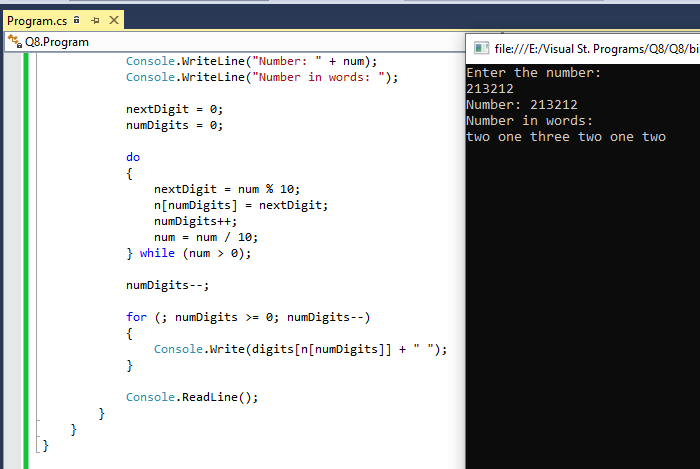 Program.cs
Q8.Program
Console.WriteLine("Number: " + num);
Console.WriteLine("Number in words: ");
nextDigit = 0;
numDigits = 0;
do
{
nextDigit = num % 10;
n[numDigits] = nextDigit;
numDigits++;
num = num / 10;
} while (num > 0);
numDigits--;
for (; numDigits >= 0; numDigits--)
{
Console.Write(digits[n[numDigits]] + " ");
}
Console.ReadLine();
}
}
}
file:///E:/Visual St. Programs/Q8/Q8/bi
Enter the number:
213212
Number: 213212
Number in words:
two one three two one two